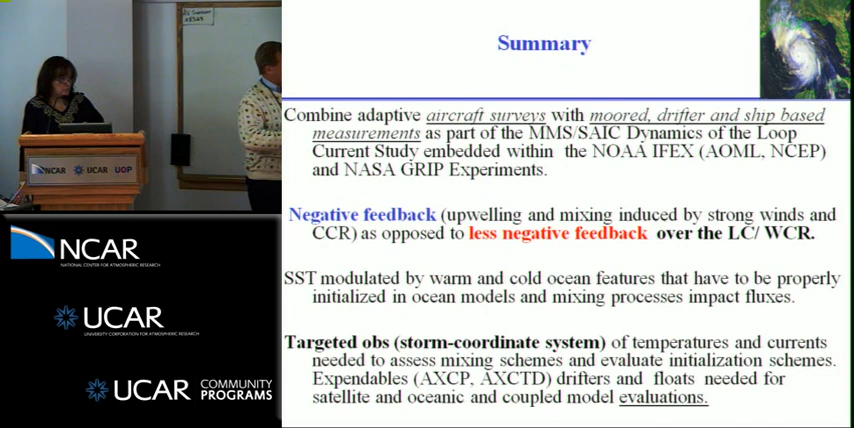 Summary
Combine adaptive aircraft surveys with moored, drifter and ship based
measurements as part of the MMS/SAIC Dynamics of the Loop
Current Study embedded within the NOAA IFEX (AOML, NCEP)
and NASA GRIP Experiments.
Negative feedback (upwelling and mixing induced by strong winds and
CCR) as opposed to less negative feedback over the LC/ WCR.
SST modulated by warm and cold ocean features that have to be properly
initialized in ocean models and mixing processes impact fluxes.
Targeted obs (storm-coordinate system) of temperatures and currents
needed to assess mixing schemes and evaluate initialization schemes.
Expendables (AXCP, AXCTD) drifters and floats needed for
satellite and oceanic and coupled model evaluations.
NCAR UCAR UOP
NCAR
NATIONAL CENTER FOR ATMOSPHERIC RESEARCH
UCAR
UNIVERSITY CORPORATION FOR ATMOSPHERIC RESEARCH
UCAR COMMUNITY
PROGRAMS